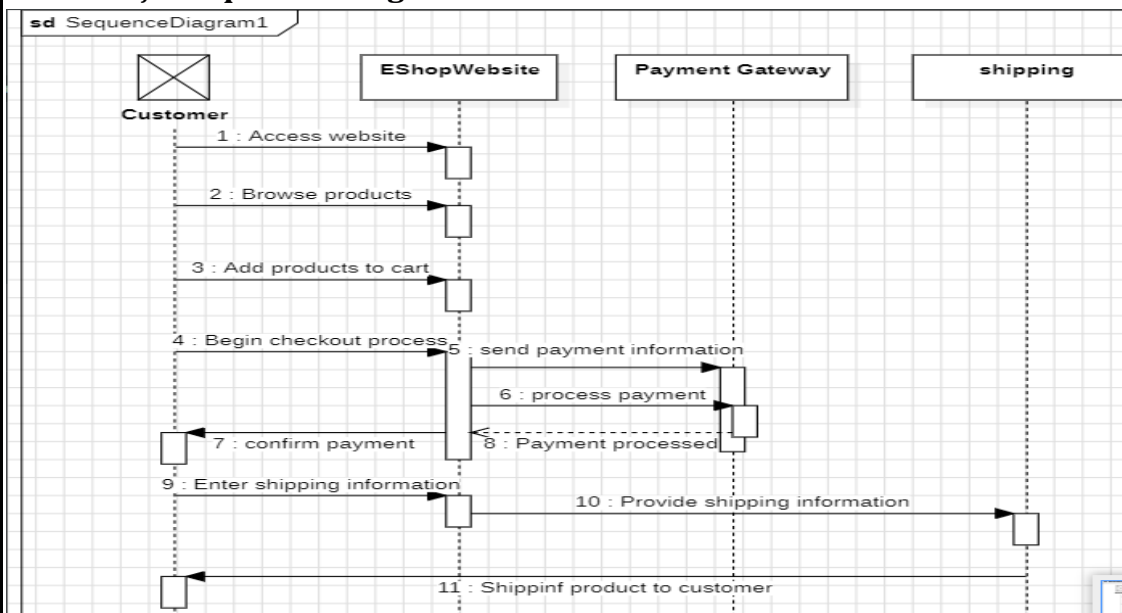 sd SequenceDiagram1
EShopWebsite
Payment Gateway
shipping
Customer
1 : Access website
2 : Browse products
3 : Add products to cart
4 : Begin checkout process
5 : send payment information
6 : process payment
7 : confirm payment
8 : Payment processed
9 : Enter shipping information
10 : Provide shipping information
11 : Shippinf product to customer